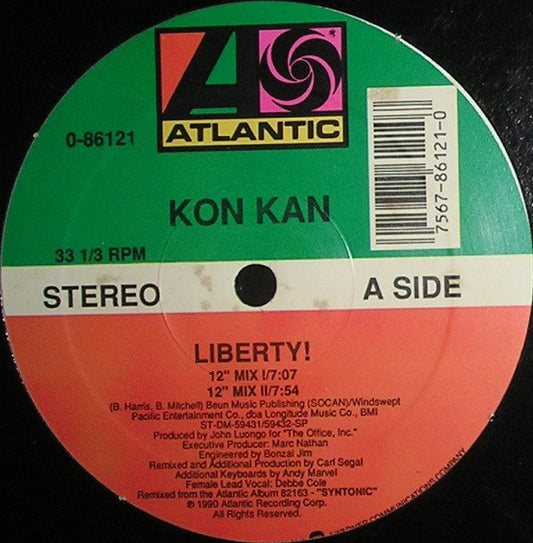 ATLANTIC
0-86121
7567-86121-0
KON KAN
33 1/3 RPM
STEREO
A SIDE
LIBERTY!
12" MIX I/7:07
12" MIX II/7:54
(B. Harris, B. Mitchell) Beun Music Publishing (SOCAN)/Windswept
Pacific Entertainment Co., dba Longitude Music Co., BMI
ST-DM-59431/59432-SP
Produced by John Luongo for "The Office, Inc."
Executive Producer: Marc Nathan
Engineered by Bonzai Jim
Remixed and Additional Production by Carl Segal
Additional Keyboards by Andy Marvel
Female Lead Vocal: Debbe Cole
Remixed from the Atlantic Album 82163 - "SYNTONIC"
℗ 1990 Atlantic Recording Corp.
All Rights Reserved.
WARNER COMMUNICATIONS COMPANY